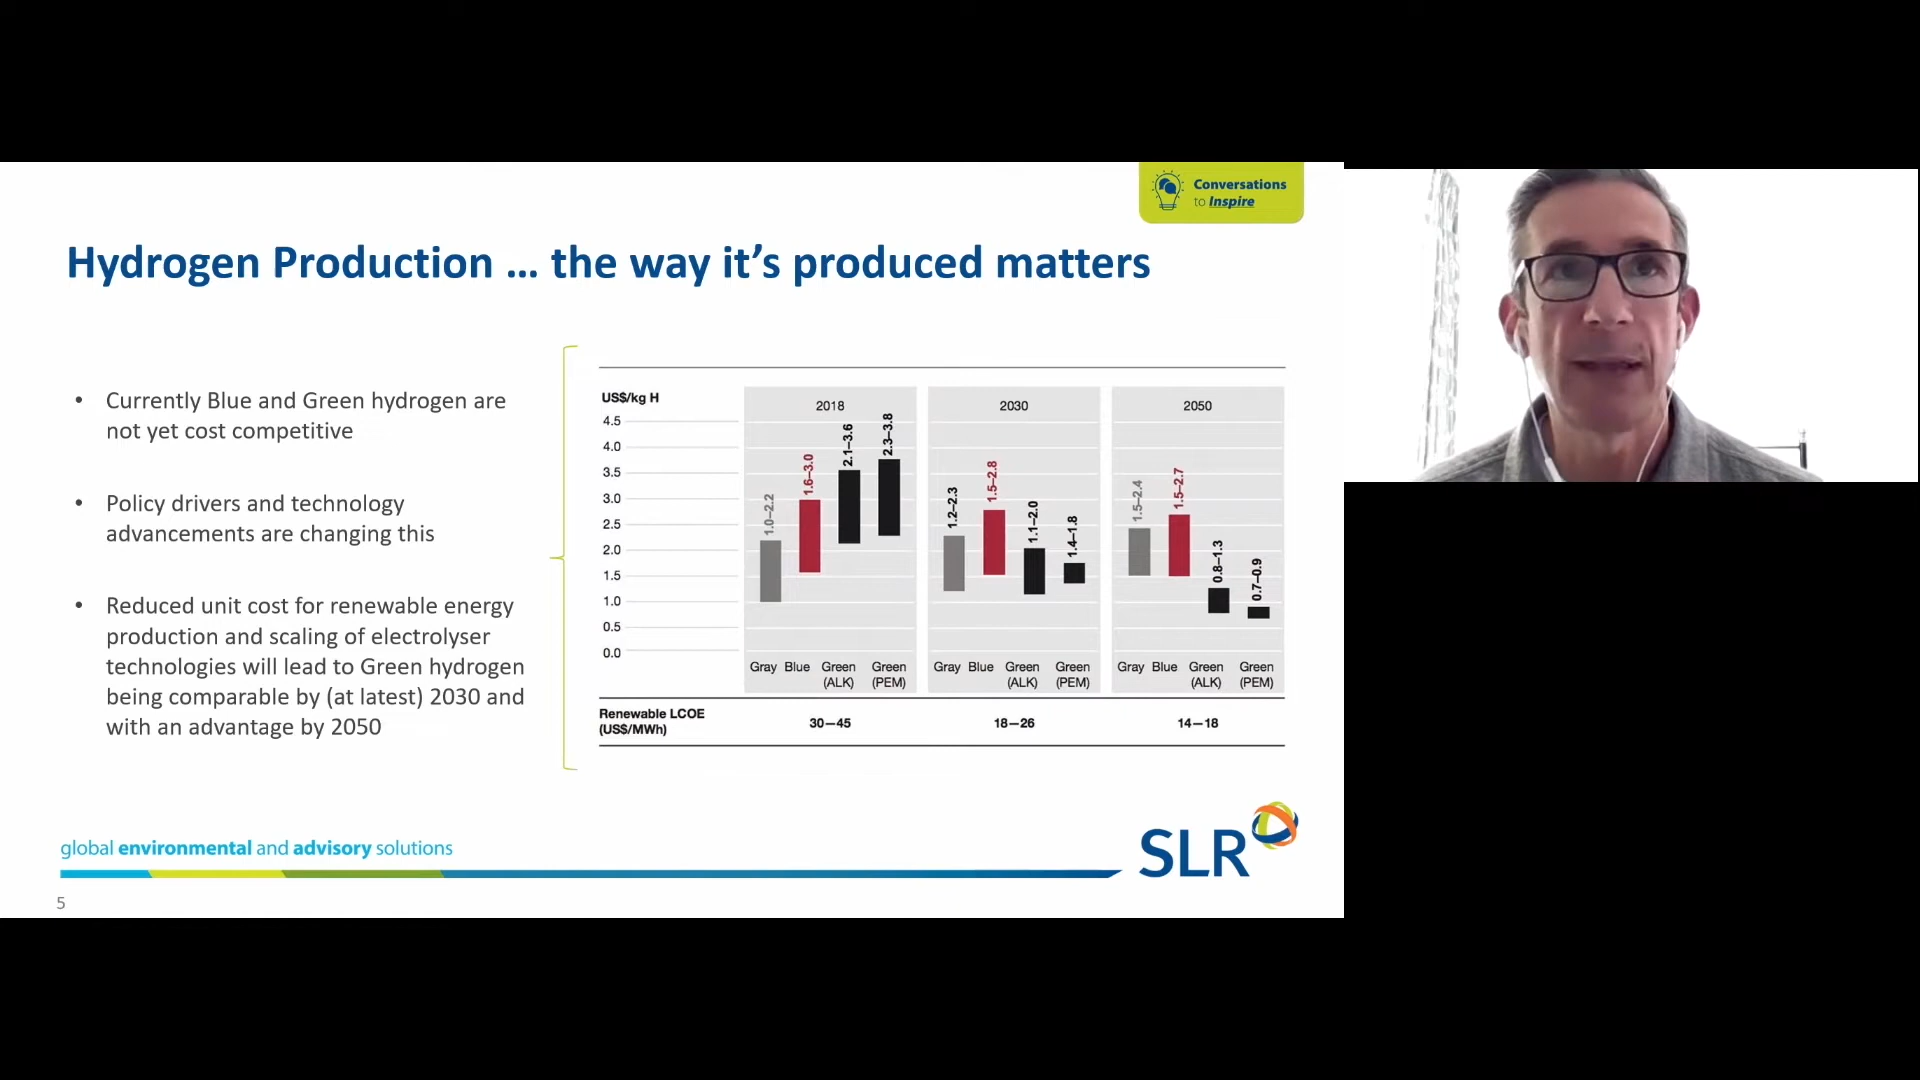 Conversations
to Inspire
Hydrogen Production … the way it’s produced matters
• Currently Blue and Green hydrogen are
not yet cost competitive
• Policy drivers and technology
advancements are changing this
• Reduced unit cost for renewable energy
production and scaling of electrolyser
technologies will lead to Green hydrogen
being comparable by (at latest) 2030 and
with an advantage by 2050
US$/kg H
4.5
4.0
3.5
3.0
2.5
2.0
1.5
1.0
0.5
0.0
2018
1.0–2.2
1.6–3.0
2.1–3.6
2.3–3.8
Gray Blue Green Green
(ALK) (PEM)
2030
1.2–2.3
1.5–2.8
1.1–2.0
1.4–1.8
Gray Blue Green Green
(ALK) (PEM)
2050
1.5–2.4
1.5–2.7
0.8–1.3
0.7–0.9
Gray Blue Green Green
(ALK) (PEM)
Renewable LCOE
(US$/MWh)
30—45
18—26
14—18
global environmental and advisory solutions
SLR
5